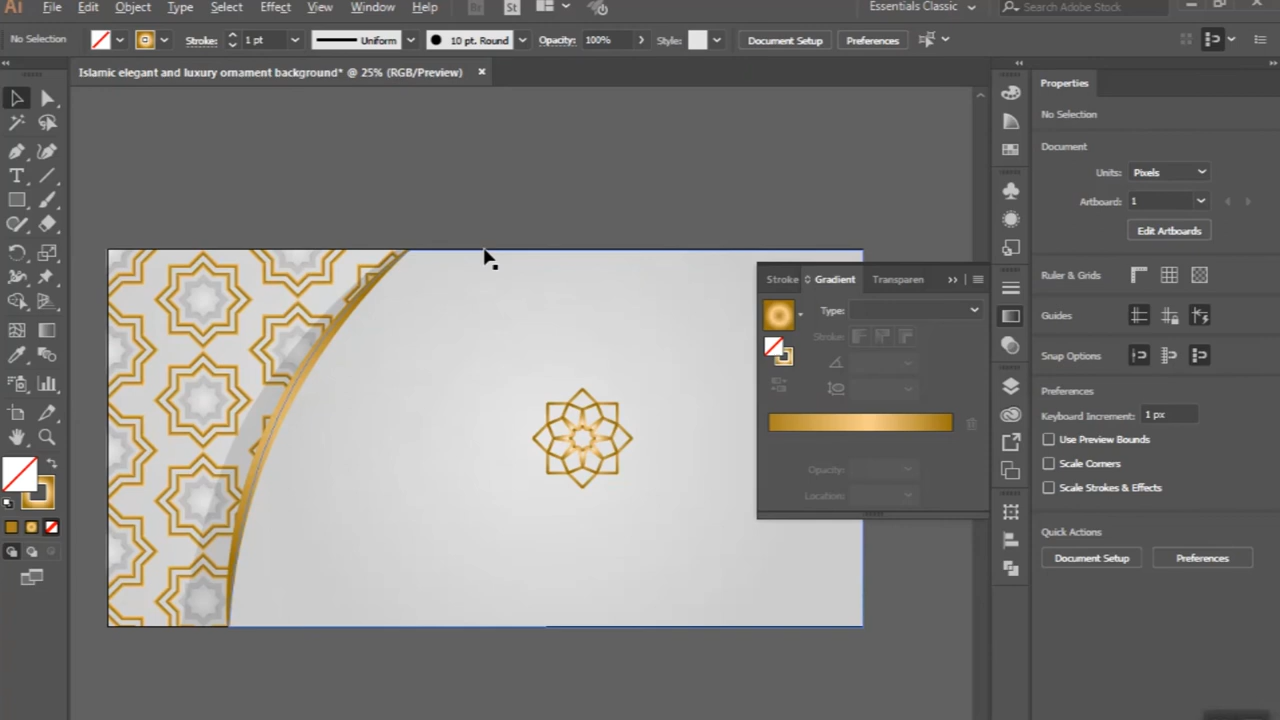 Ai File Edit Object Type Select Effect View Window Help Br St Essentials Classic Search Adobe Stock
No Selection Stroke: 1 pt Uniform 10 pt. Round Opacity: 100% Style: Document Setup Preferences
Islamic elegant and luxury ornament background* @ 25% (RGB/Preview) ×
Properties
No Selection
Document
Units: Pixels
Artboard: 1
Edit Artboards
Ruler & Grids
Guides
Snap Options
Preferences
Keyboard Increment: 1 px
Use Preview Bounds
Scale Corners
Scale Strokes & Effects
Quick Actions
Document Setup Preferences
Stroke Gradient Transparen
Type:
Stroke:
Opacity:
Location: